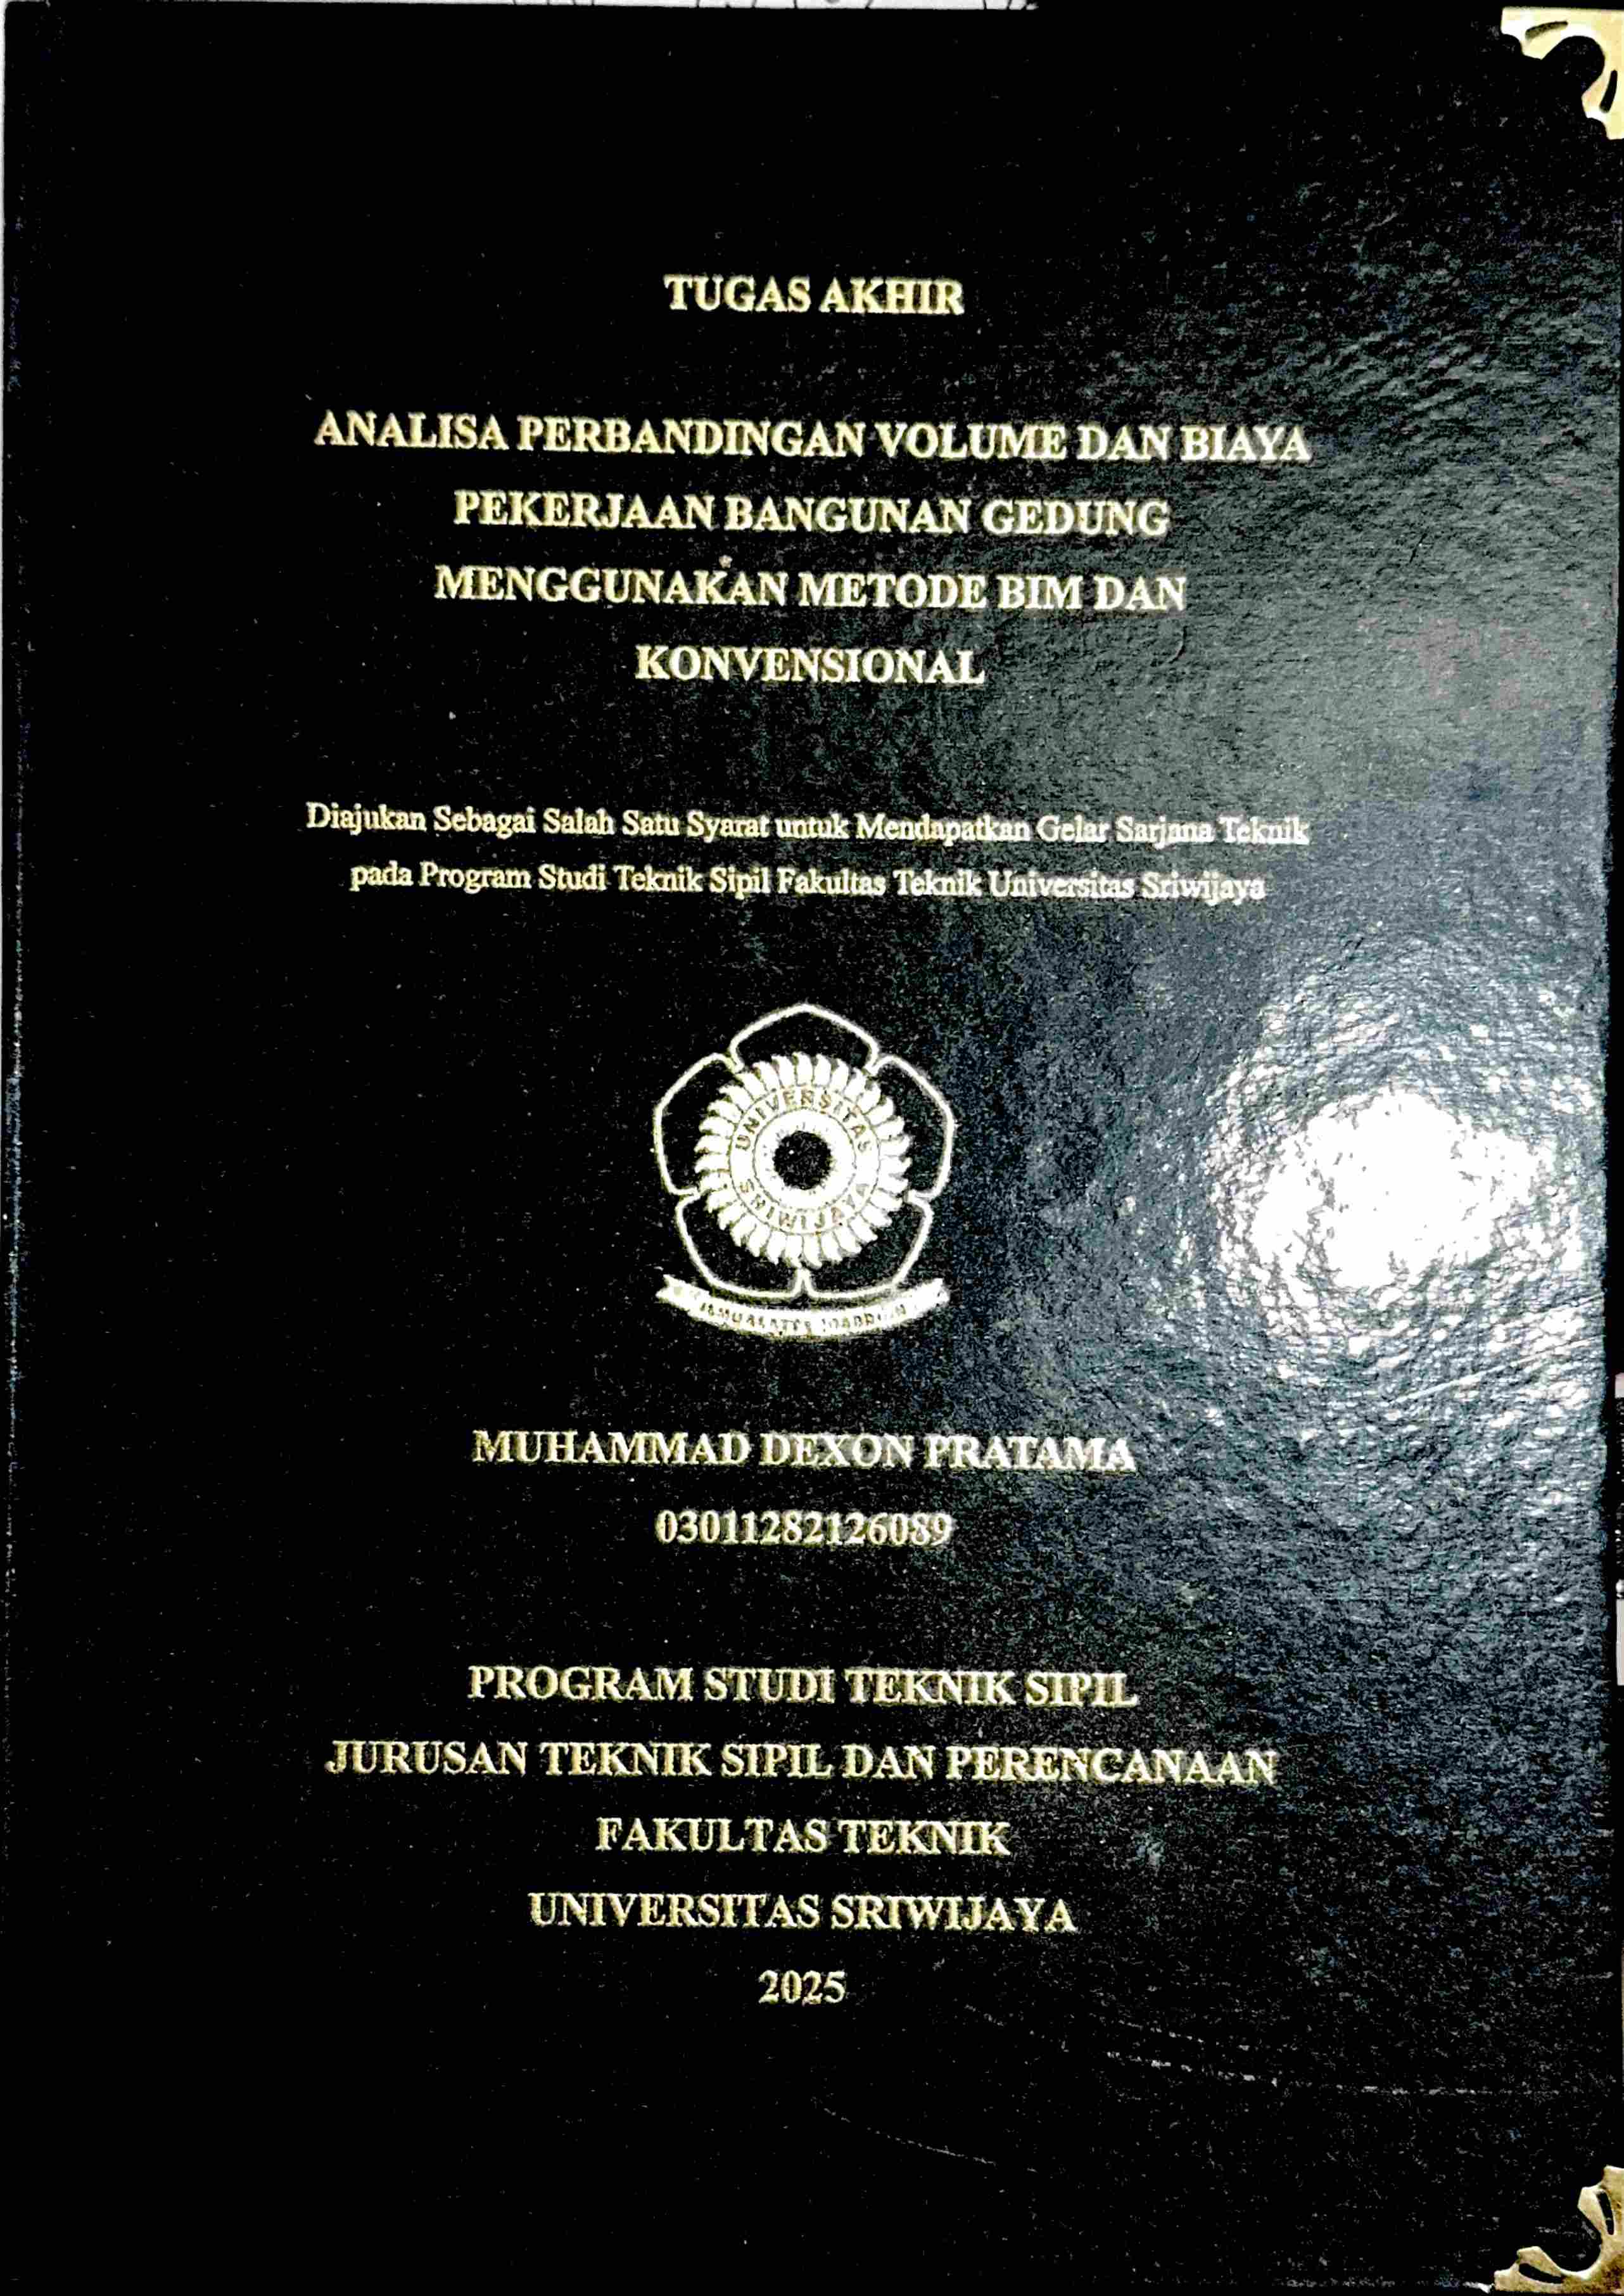 TUGAS AKHIR
ANALISA PERBANDINGAN VOLUME DAN BIAYA
PEKERJAAN BANGUNAN GEDUNG
MENGGUNAKAN METODE BIM DAN
KONVENSIONAL
Diajukan Sebagai Salah Satu Syarat untuk Mendapatkan Gelar Sarjana Teknik
pada Program Studi Teknik Sipil Fakultas Teknik Universitas Sriwijaya
UNIVERSITAS
SRIWIJAYA
MUHAMMAD DEXON PRATAMA
03011282126089
PROGRAM STUDI TEKNIK SIPIL
JURUSAN TEKNIK SIPIL DAN PERENCANAAN
FAKULTAS TEKNIK
UNIVERSITAS SRIWIJAYA
2025